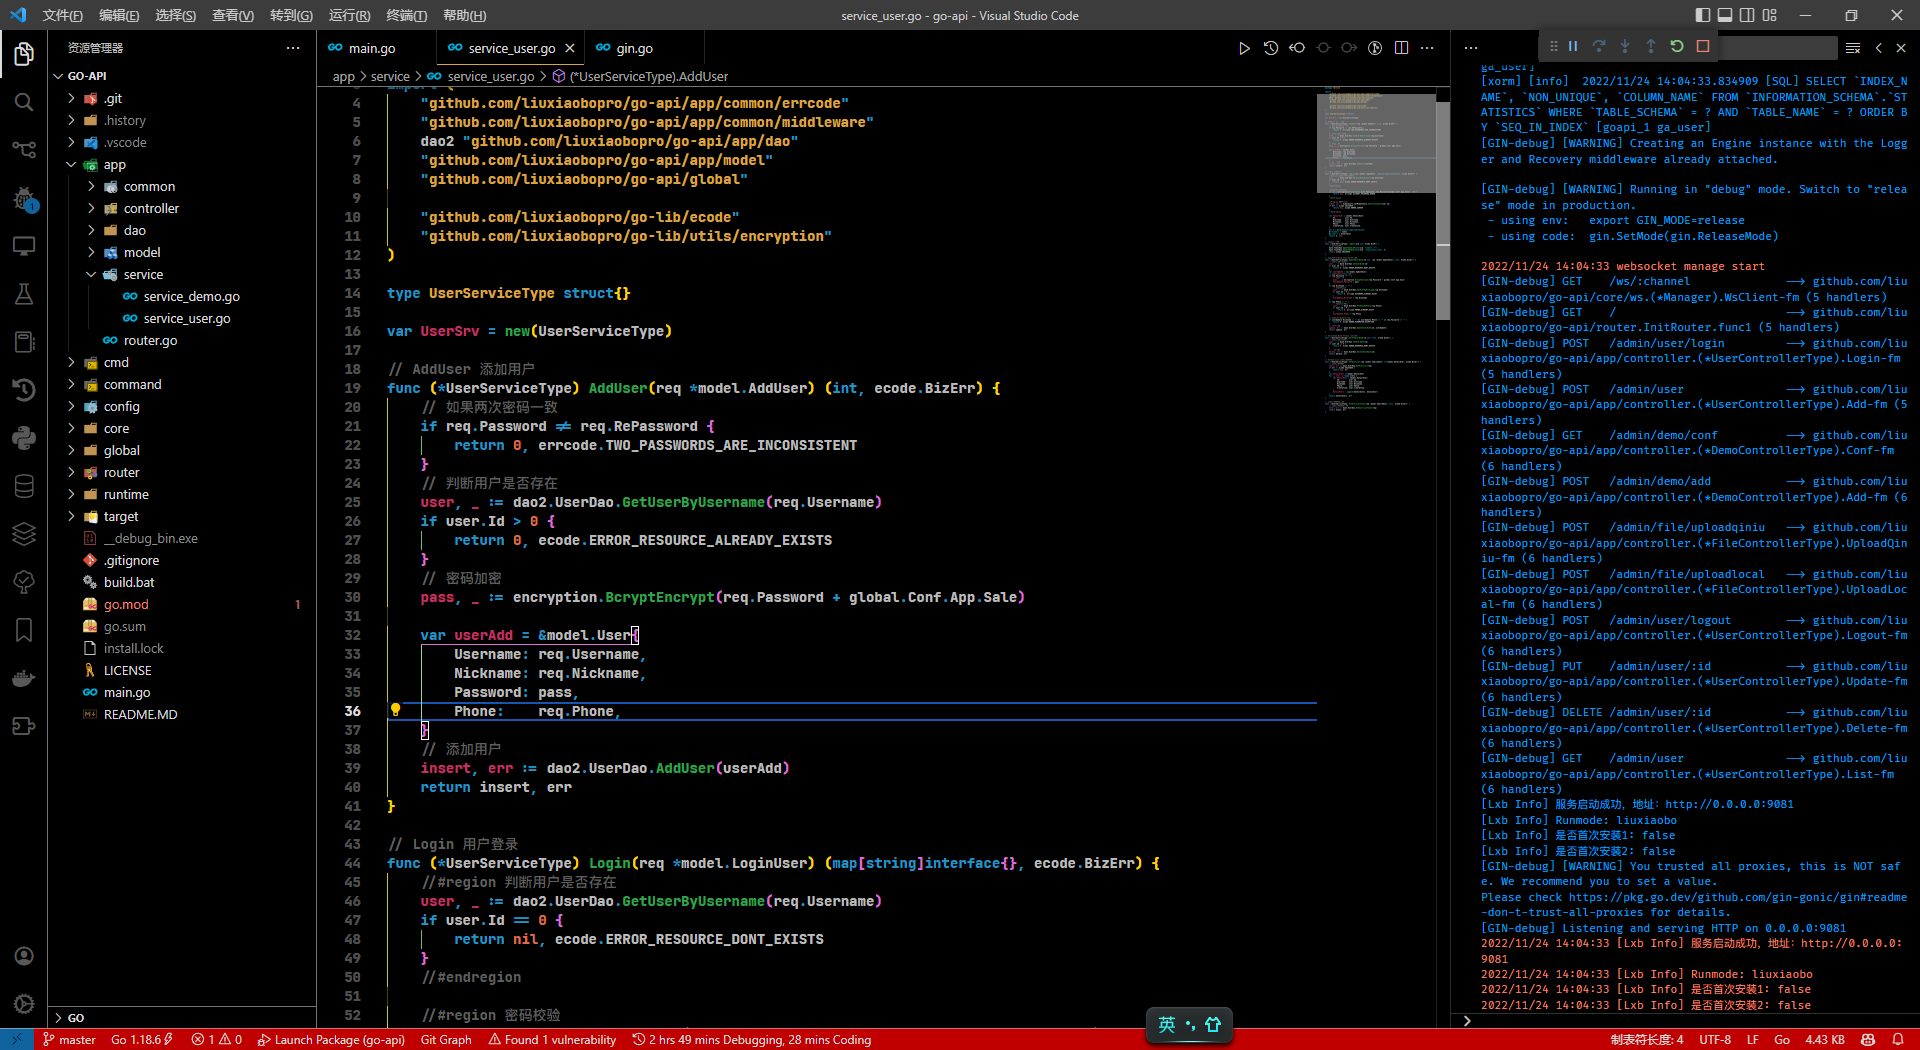 文件(F) 编辑(E) 选择(S) 查看(V) 转到(G) 运行(R) 终端(T) 帮助(H)
service_user.go - go-api - Visual Studio Code
资源管理器
GO-API
.git
.history
.vscode
app
common
controller
dao
model
service
service_demo.go
service_user.go
router.go
cmd
command
config
core
global
router
runtime
target
__debug_bin.exe
.gitignore
build.bat
go.mod 1
go.sum
install.lock
LICENSE
main.go
README.MD
GO
main.go
service_user.go
gin.go
app > service > service_user.go > (*UserServiceType).AddUser
4 "github.com/liuxiaobopro/go-api/app/common/errcode"
5 "github.com/liuxiaobopro/go-api/app/common/middleware"
6 dao2 "github.com/liuxiaobopro/go-api/app/dao"
7 "github.com/liuxiaobopro/go-api/app/model"
8 "github.com/liuxiaobopro/go-api/global"
9
10 "github.com/liuxiaobopro/go-lib/ecode"
11 "github.com/liuxiaobopro/go-lib/utils/encryption"
12 )
13
14 type UserServiceType struct{}
15
16 var UserSrv = new(UserServiceType)
17
18 // AddUser 添加用户
19 func (*UserServiceType) AddUser(req *model.AddUser) (int, ecode.BizErr) {
20 // 如果两次密码一致
21 if req.Password != req.RePassword {
22 return 0, errcode.TWO_PASSWORDS_ARE_INCONSISTENT
23 }
24 // 判断用户是否存在
25 user, _ := dao2.UserDao.GetUserByUsername(req.Username)
26 if user.Id > 0 {
27 return 0, ecode.ERROR_RESOURCE_ALREADY_EXISTS
28 }
29 // 密码加密
30 pass, _ := encryption.BcryptEncrypt(req.Password + global.Conf.App.Sale)
31
32 var userAdd = &model.User{
33 Username: req.Username,
34 Nickname: req.Nickname,
35 Password: pass,
36 Phone: req.Phone,
37 }
38 // 添加用户
39 insert, err := dao2.UserDao.AddUser(userAdd)
40 return insert, err
41 }
42
43 // Login 用户登录
44 func (*UserServiceType) Login(req *model.LoginUser) (map[string]interface{}, ecode.BizErr) {
45 //#region 判断用户是否存在
46 user, _ := dao2.UserDao.GetUserByUsername(req.Username)
47 if user.Id == 0 {
48 return nil, ecode.ERROR_RESOURCE_DONT_EXISTS
49 }
50 //#endregion
51
52 //#region 密码校验
ga_user]
[xorm] [info]  2022/11/24 14:04:33.834909 [SQL] SELECT `INDEX_N
AME`, `NON_UNIQUE`, `COLUMN_NAME` FROM `INFORMATION_SCHEMA`.`ST
ATISTICS` WHERE `TABLE_SCHEMA` = ? AND `TABLE_NAME` = ? ORDER B
Y `SEQ_IN_INDEX` [goapi_1 ga_user]
[GIN-debug] [WARNING] Creating an Engine instance with the Logg
er and Recovery middleware already attached.
[GIN-debug] [WARNING] Running in "debug" mode. Switch to "relea
se" mode in production.
- using env:   export GIN_MODE=release
- using code:  gin.SetMode(gin.ReleaseMode)
2022/11/24 14:04:33 websocket manage start
[GIN-debug] GET    /ws/:channel              --> github.com/liu
xiaobopro/go-api/core/ws.(*Manager).WsClient-fm (5 handlers)
[GIN-debug] GET    /                         --> github.com/liu
xiaobopro/go-api/router.InitRouter.func1 (5 handlers)
[GIN-debug] POST   /admin/user/login         --> github.com/liu
xiaobopro/go-api/app/controller.(*UserControllerType).Login-fm
(5 handlers)
[GIN-debug] POST   /admin/user               --> github.com/liu
xiaobopro/go-api/app/controller.(*UserControllerType).Add-fm (5
handlers)
[GIN-debug] GET    /admin/demo/conf          --> github.com/liu
xiaobopro/go-api/app/controller.(*DemoControllerType).Conf-fm
(6 handlers)
[GIN-debug] POST   /admin/demo/add           --> github.com/liu
xiaobopro/go-api/app/controller.(*DemoControllerType).Add-fm (6
handlers)
[GIN-debug] POST   /admin/file/uploadqiniu   --> github.com/liu
xiaobopro/go-api/app/controller.(*FileControllerType).UploadQin
iu-fm (6 handlers)
[GIN-debug] POST   /admin/file/uploadlocal   --> github.com/liu
xiaobopro/go-api/app/controller.(*FileControllerType).UploadLoc
al-fm (6 handlers)
[GIN-debug] POST   /admin/user/logout        --> github.com/liu
xiaobopro/go-api/app/controller.(*UserControllerType).Logout-fm
(6 handlers)
[GIN-debug] PUT    /admin/user/:id           --> github.com/liu
xiaobopro/go-api/app/controller.(*UserControllerType).Update-fm
(6 handlers)
[GIN-debug] DELETE /admin/user/:id           --> github.com/liu
xiaobopro/go-api/app/controller.(*UserControllerType).Delete-fm
(6 handlers)
[GIN-debug] GET    /admin/user               --> github.com/liu
xiaobopro/go-api/app/controller.(*UserControllerType).List-fm
(6 handlers)
[Lxb Info] 服务启动成功, 地址: http://0.0.0.0:9081
[Lxb Info] Runmode: liuxiaobo
[Lxb Info] 是否首次安装1: false
[Lxb Info] 是否首次安装2: false
[GIN-debug] [WARNING] You trusted all proxies, this is NOT saf
e. We recommend you to set a value.
Please check https://pkg.go.dev/github.com/gin-gonic/gin#readme
-don-t-trust-all-proxies for details.
[GIN-debug] Listening and serving HTTP on 0.0.0.0:9081
2022/11/24 14:04:33 [Lxb Info] 服务启动成功, 地址: http://0.0.0.0:
9081
2022/11/24 14:04:33 [Lxb Info] Runmode: liuxiaobo
2022/11/24 14:04:33 [Lxb Info] 是否首次安装1: false
2022/11/24 14:04:33 [Lxb Info] 是否首次安装2: false
英
master Go 1.18.6 1 0 Launch Package (go-api) Git Graph Found 1 vulnerability 2 hrs 49 mins Debugging, 28 mins Coding 制表符长度: 4 UTF-8 LF Go 4.43 KB